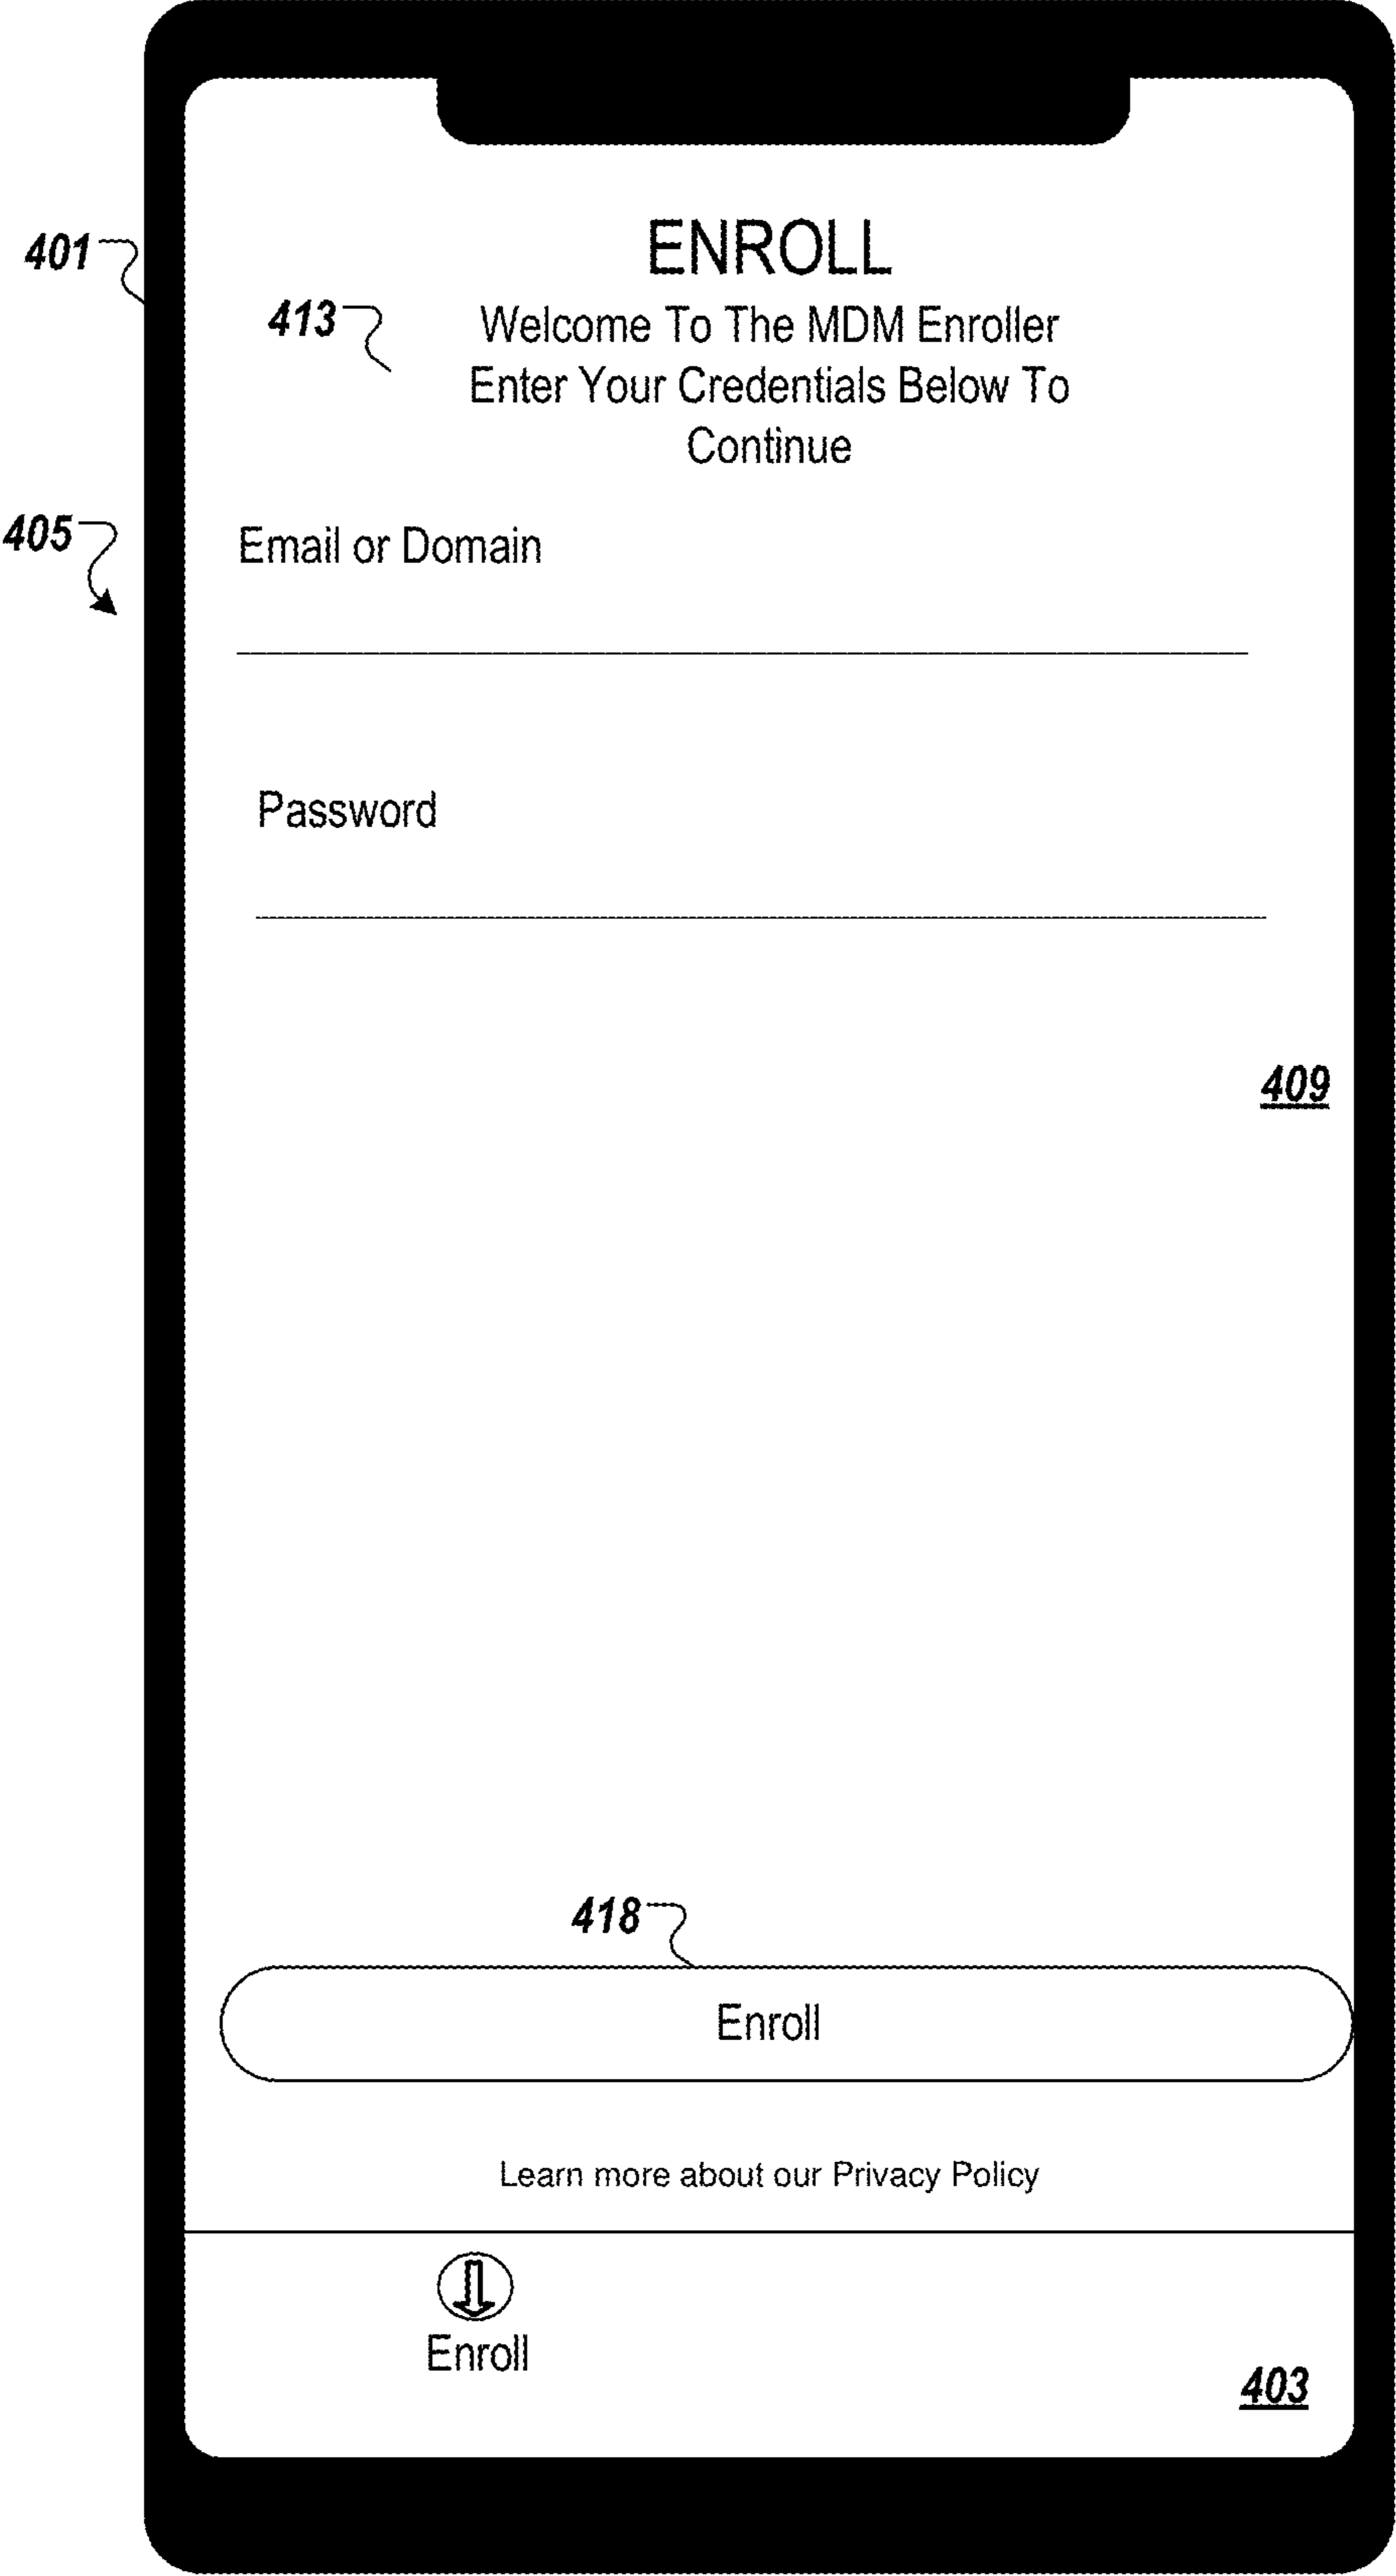 ENROLL
401
413
Welcome To The MDM Enroller
Enter Your Credentials Below To
Continue
405
Email or Domain
Password
409
418
Enroll
Learn more about our Privacy Policy
Enroll
403